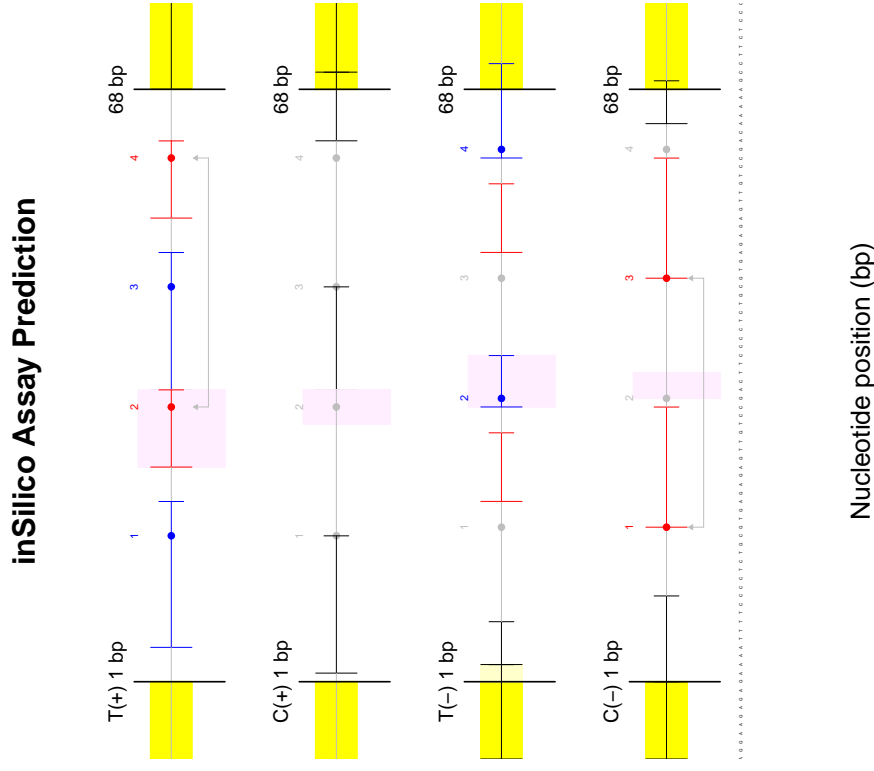 inSilico Assay Prediction
T(+) 1 bp
68 bp
1
2
3
4
C(+) 1 bp
68 bp
1
2
3
4
T(−) 1 bp
68 bp
1
2
3
4
C(−) 1 bp
68 bp
1
2
3
4
Nucleotide position (bp)